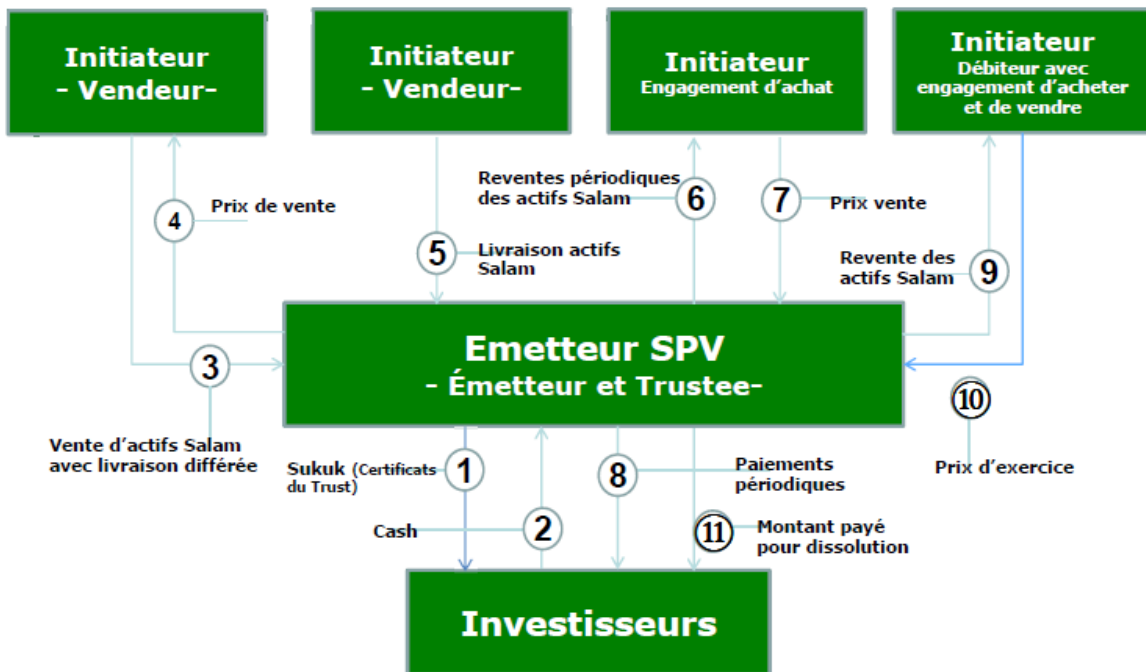 Initiateur
- Vendeur-
Initiateur
- Vendeur-
Initiateur
Engagement d'achat
Initiateur
Débiteur avec
engagement d'acheter
et de vendre
4
Prix de vente
5
Livraison actifs
Salam
Reventes périodiques
des actifs Salam
6
7
Prix vente
Revente des
actifs Salam
9
3
Vente d'actifs Salam
avec livraison différée
Emetteur SPV
- Émetteur et Trustee-
10
Prix d'exercice
Sukuk (Certificats
du Trust)
1
Cash
2
8
Paiements
périodiques
11
Montant payé
pour dissolution
Investisseurs